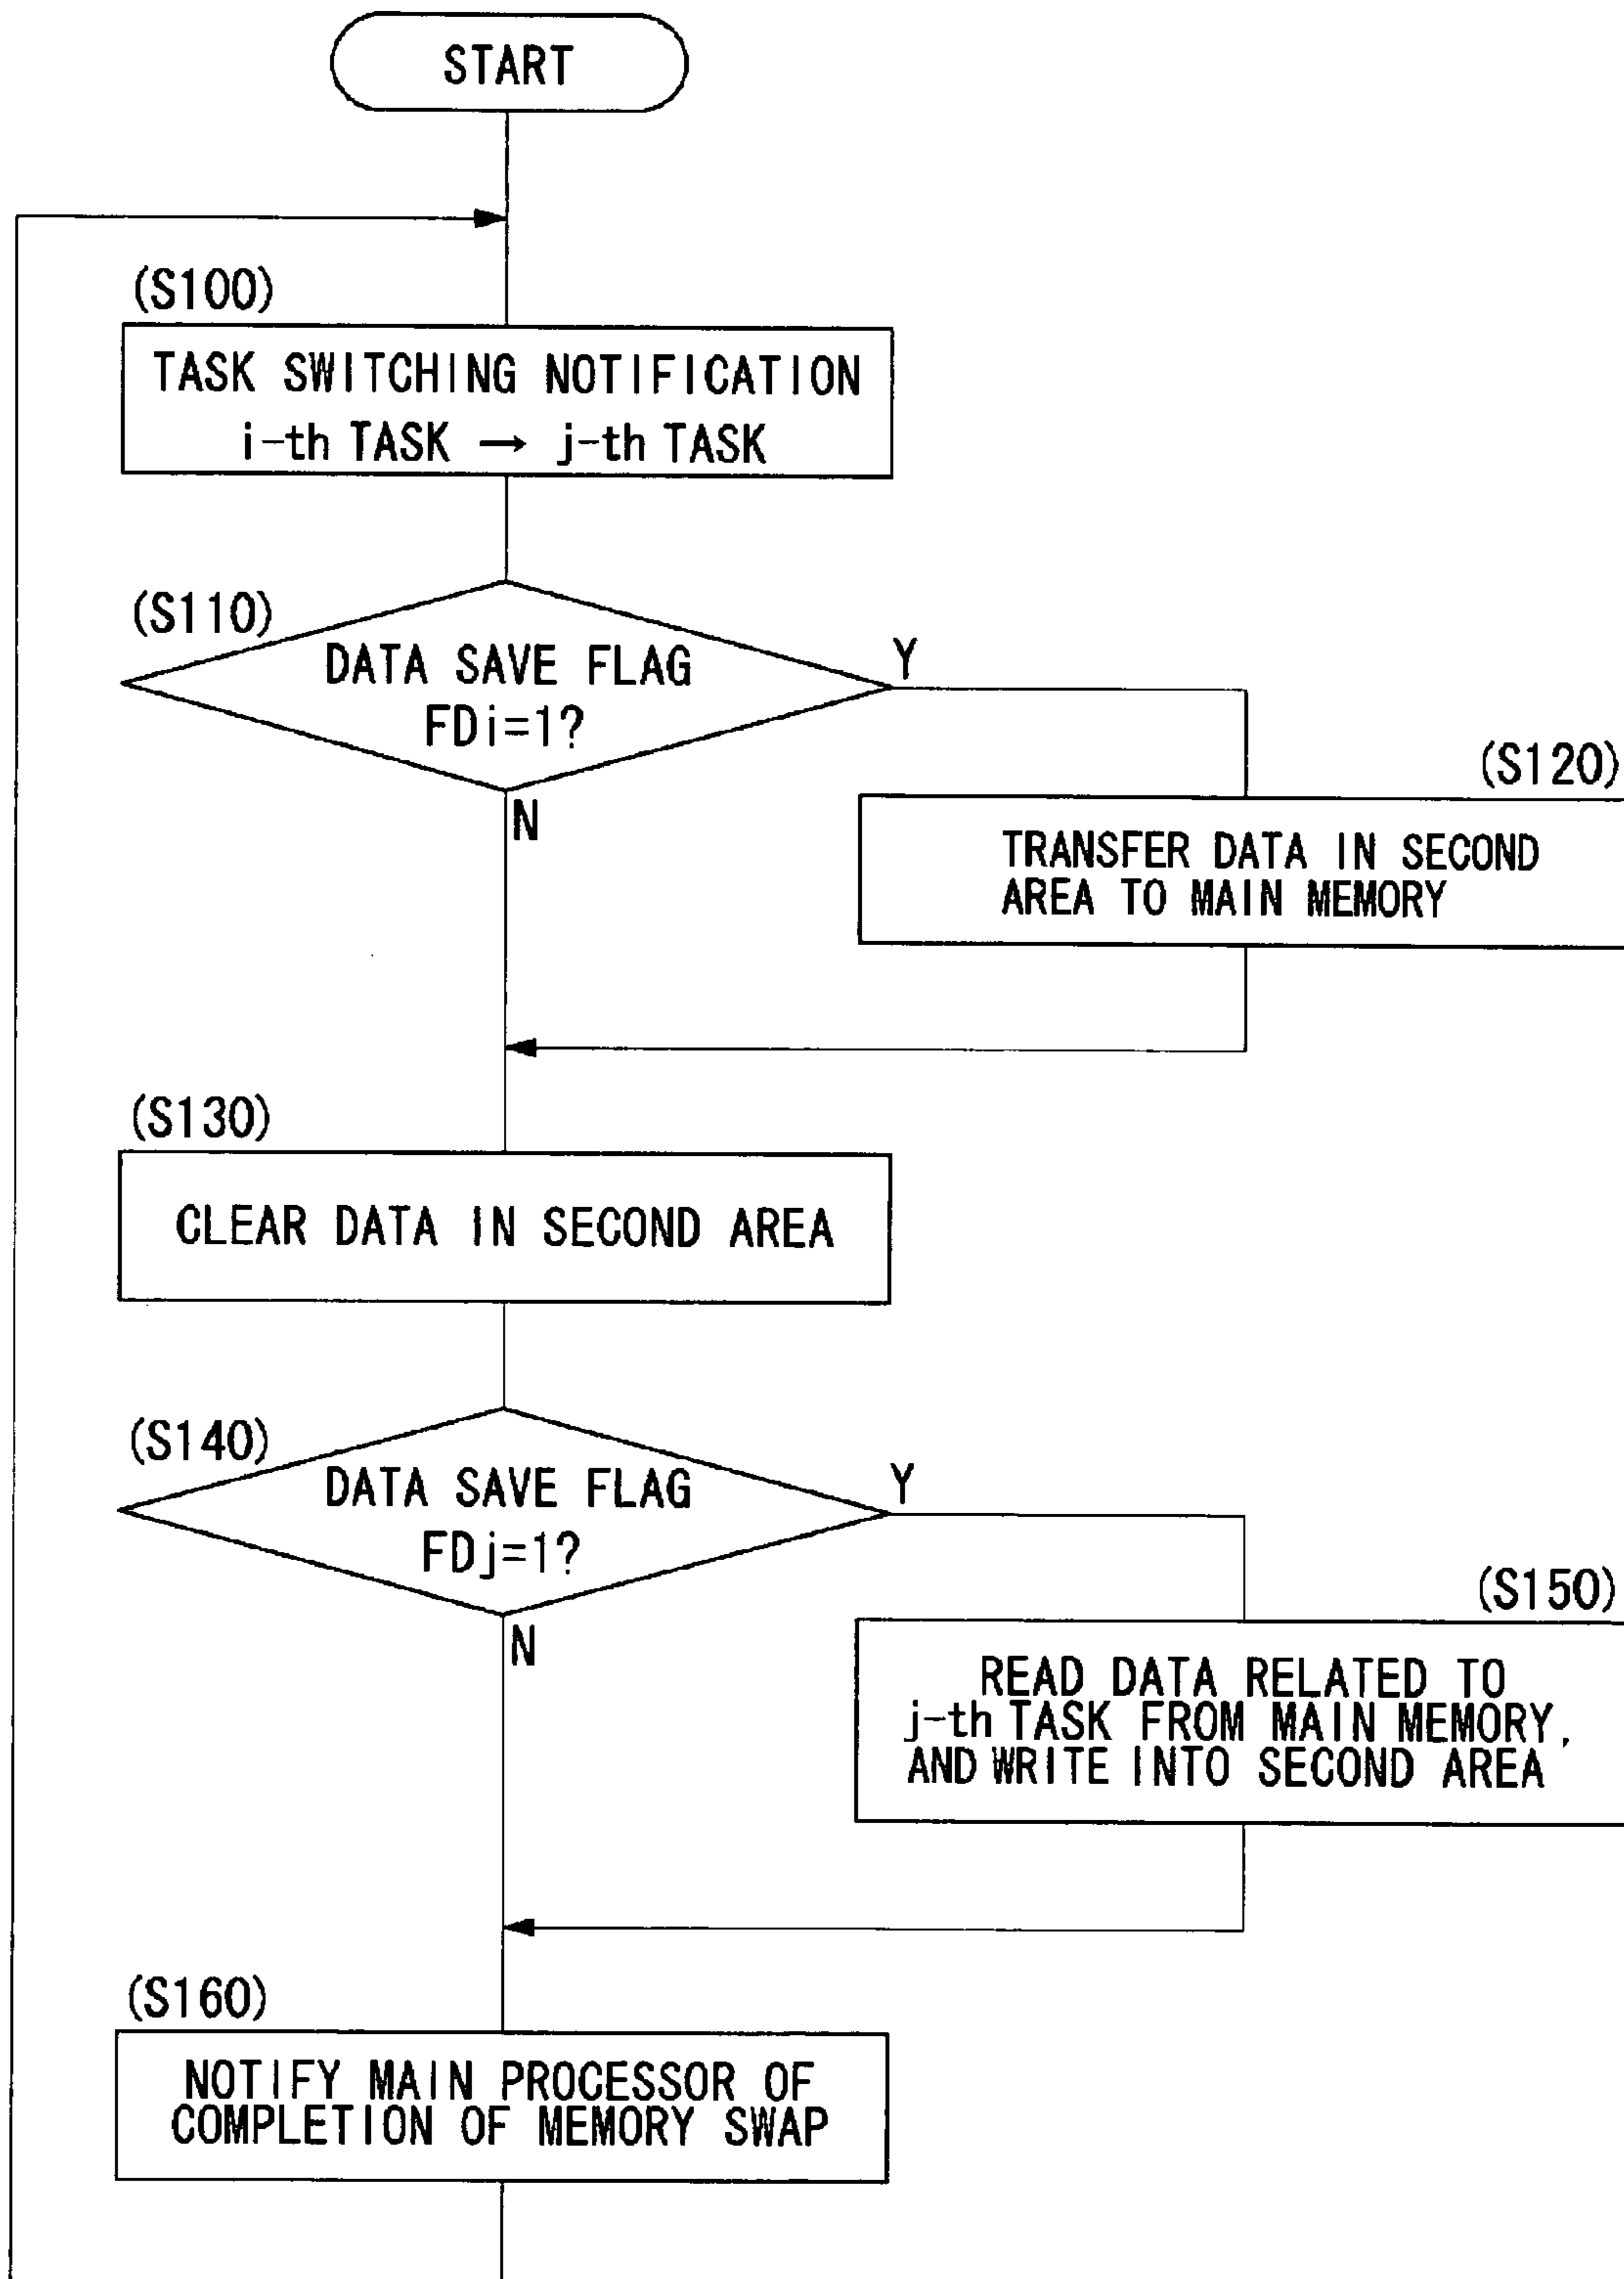 START
(S100)
TASK SWITCHING NOTIFICATION
i-th TASK → j-th TASK
(S110)
DATA SAVE FLAG
FDi=1?
Y
N
(S120)
TRANSFER DATA IN SECOND
AREA TO MAIN MEMORY
(S130)
CLEAR DATA IN SECOND AREA
(S140)
DATA SAVE FLAG
FDj=1?
Y
N
(S150)
READ DATA RELATED TO
j-th TASK FROM MAIN MEMORY,
AND WRITE INTO SECOND AREA
(S160)
NOTIFY MAIN PROCESSOR OF
COMPLETION OF MEMORY SWAP